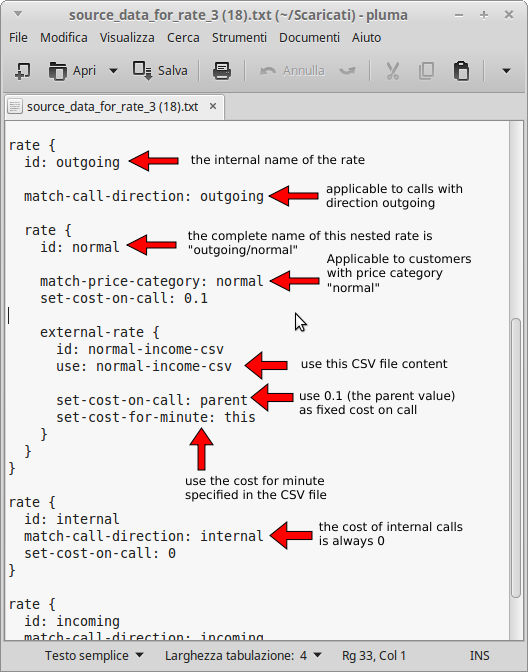 source_data_for_rate_3 (18).txt (~/Scaricati) - pluma
File Modifica Visualizza Cerca Strumenti Documenti Aiuto
Apri Salva Annulla
source_data_for_rate_3 (18).txt
rate {
id: outgoing
the internal name of the rate
match-call-direction: outgoing
applicable to calls with
direction outgoing
rate {
id: normal
the complete name of this nested rate is
"outgoing/normal"
match-price-category: normal
Applicable to customers
with price category
"normal"
set-cost-on-call: 0.1
external-rate {
id: normal-income-csv
use: normal-income-csv
use this CSV file content
set-cost-on-call: parent
use 0.1 (the parent value)
as fixed cost on call
set-cost-for-minute: this
}
}
}
use the cost for minute
specified in the CSV file
rate {
id: internal
match-call-direction: internal
the cost of internal calls
is always 0
set-cost-on-call: 0
}
rate {
id: incoming
match-call-direction: incoming
Testo semplice Larghezza tabulazione: 4 Rg 33, Col 1 INS